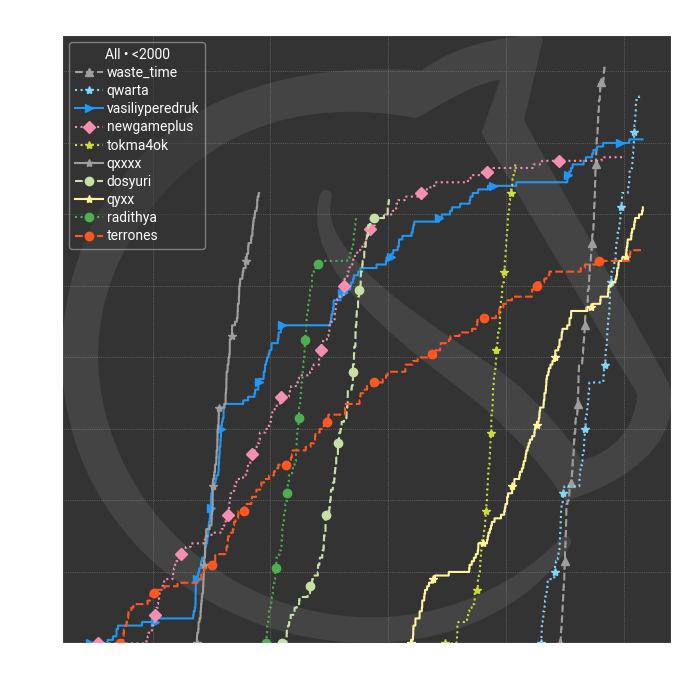 All • <2000
waste_time
qwarta
vasiliyperedruk
newgameplus
tokma4ok
qxxxx
dosyuri
qyxx
radithya
terrones